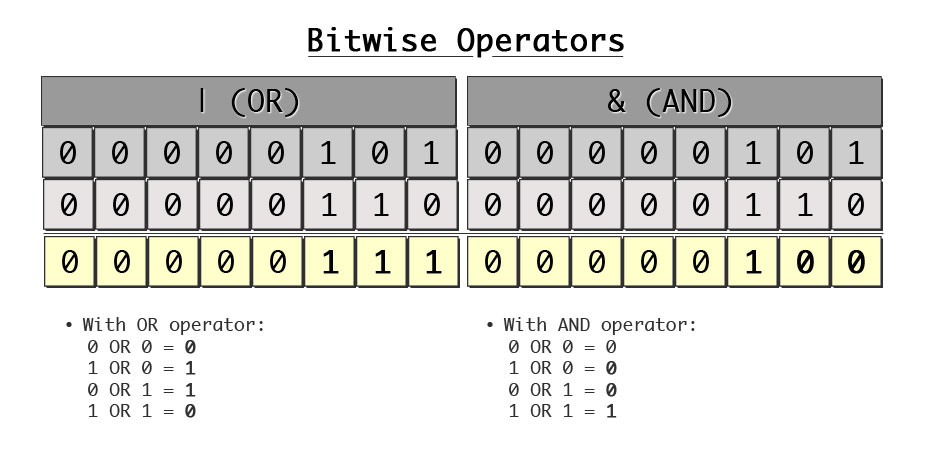 Bitwise Operators
| (OR)
0 0 0 0 0 1 0 1
0 0 0 0 0 1 1 0
0 0 0 0 0 1 1 1
• With OR operator:
0 OR 0 = 0
1 OR 0 = 1
0 OR 1 = 1
1 OR 1 = 0
& (AND)
0 0 0 0 0 1 0 1
0 0 0 0 0 1 1 0
0 0 0 0 0 1 0 0
• With AND operator:
0 OR 0 = 0
1 OR 0 = 0
0 OR 1 = 0
1 OR 1 = 1